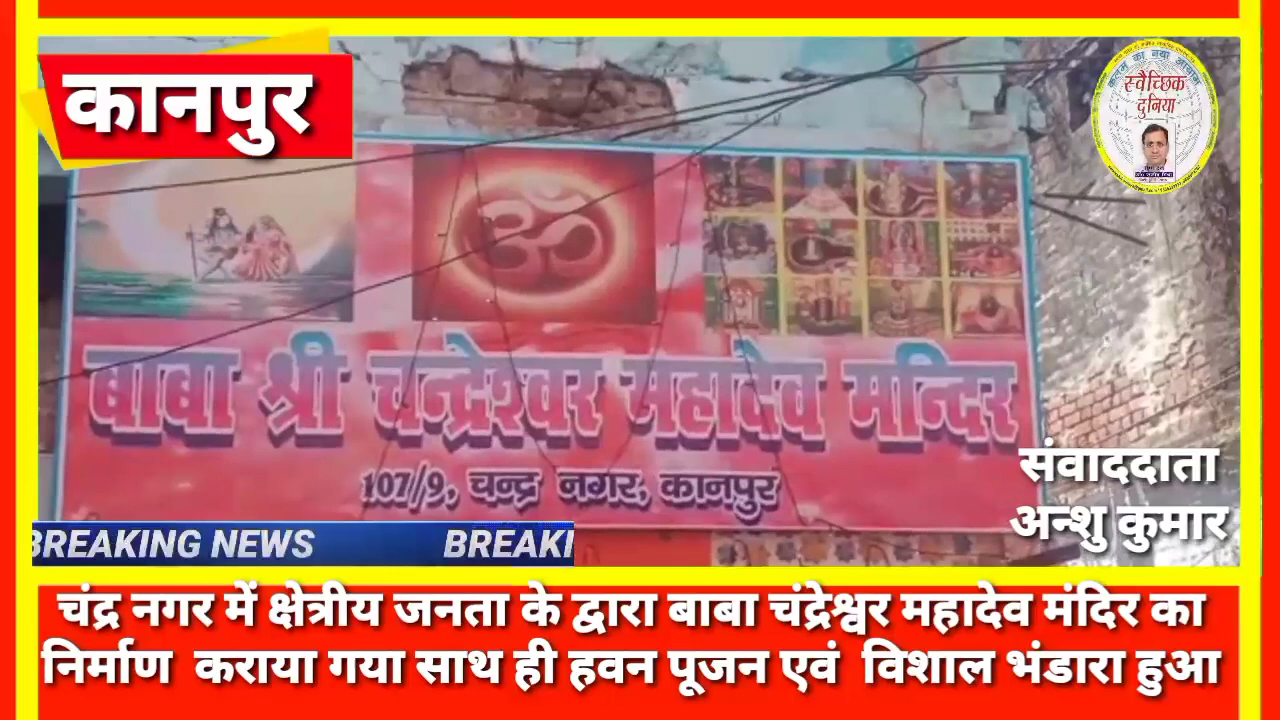 कानपुर
स्वैच्छिक
दुनिया
बाबा श्री चन्द्रेश्वर महादेव मन्दिर
107/9, चन्द्र नगर, कानपुर
संवाददाता
अन्शु कुमार
BREAKING NEWS BREAKI
चंद्र नगर में क्षेत्रीय जनता के द्वारा बाबा चंद्रेश्वर महादेव मंदिर का
निर्माण कराया गया साथ ही हवन पूजन एवं विशाल भंडारा हुआ